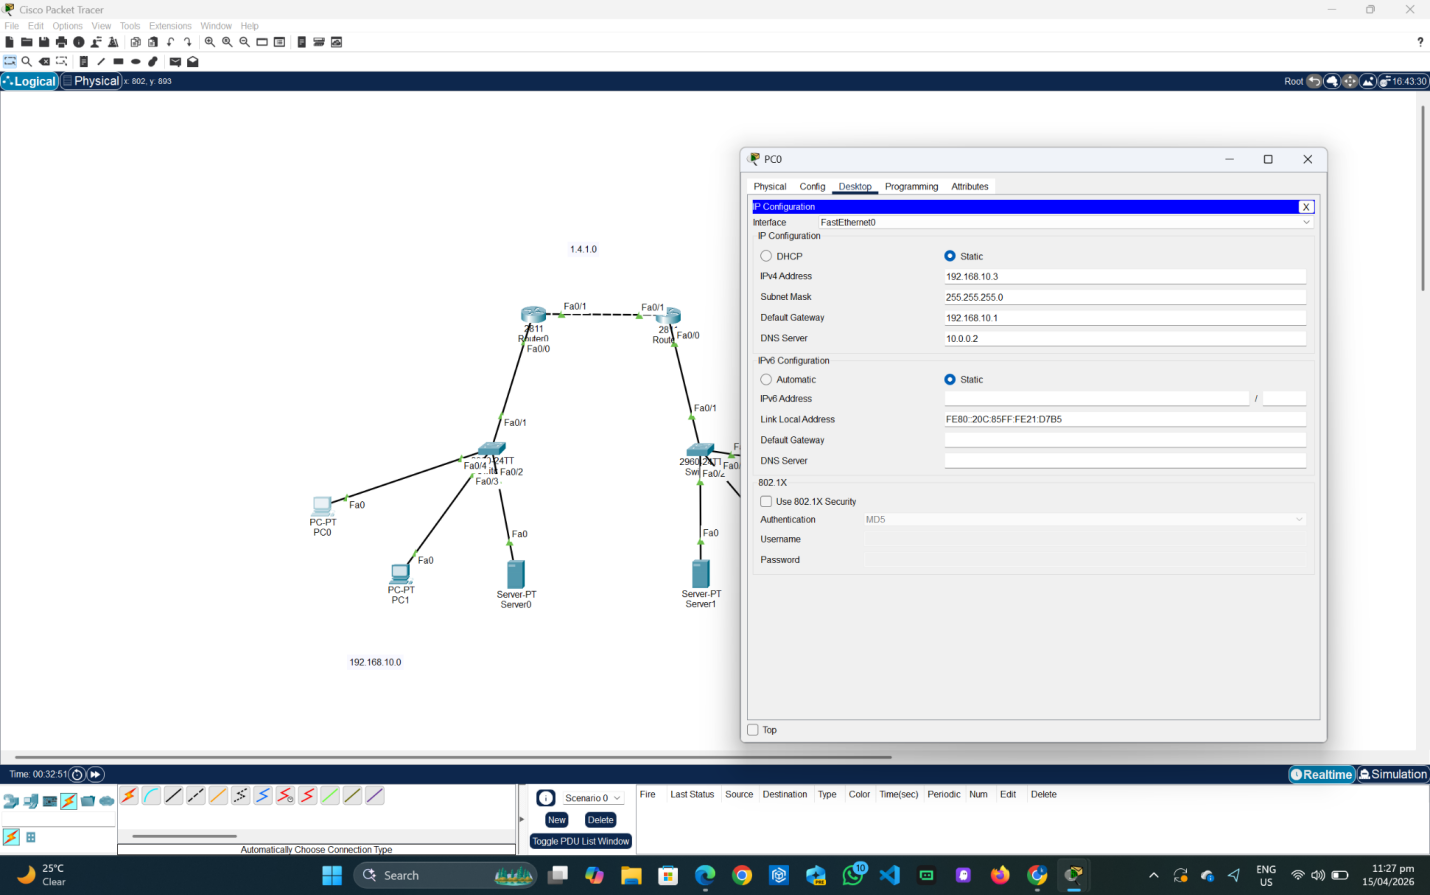 Cisco Packet Tracer
File Edit Options View Tools Extensions Window Help
?
Logical Physical x: 802, y: 893 Root 16:43:30
1.4.1.0
Fa0/1 Fa0/1
2811
Router0
Fa0/0
Fa0/0
Fa0/1
Fa0/1
Fa0/4 Fa0/2
Fa0/3
Fa0/2
Fa0
PC-PT
PC0
Fa0
PC-PT
PC1
Fa0
Server-PT
Server0
Fa0
Server-PT
Server1
192.168.10.0
PC0
Physical Config Desktop Programming Attributes
IP Configuration X
Interface FastEthernet0
IP Configuration
DHCP Static
IPv4 Address 192.168.10.3
Subnet Mask 255.255.255.0
Default Gateway 192.168.10.1
DNS Server 10.0.0.2
IPv6 Configuration
Automatic Static
IPv6 Address /
Link Local Address FE80::20C:85FF:FE21:D7B5
Default Gateway
DNS Server
802.1X
Use 802.1X Security
Authentication MD5
Username
Password
Top
Time: 00:32:51 Realtime Simulation
Scenario 0
New Delete
Toggle PDU List Window
Fire Last Status Source Destination Type Color Time(sec) Periodic Num Edit Delete
Automatically Choose Connection Type
25°C
Clear
Search
PRE
10
ENG
US
11:27 pm
15/04/2026